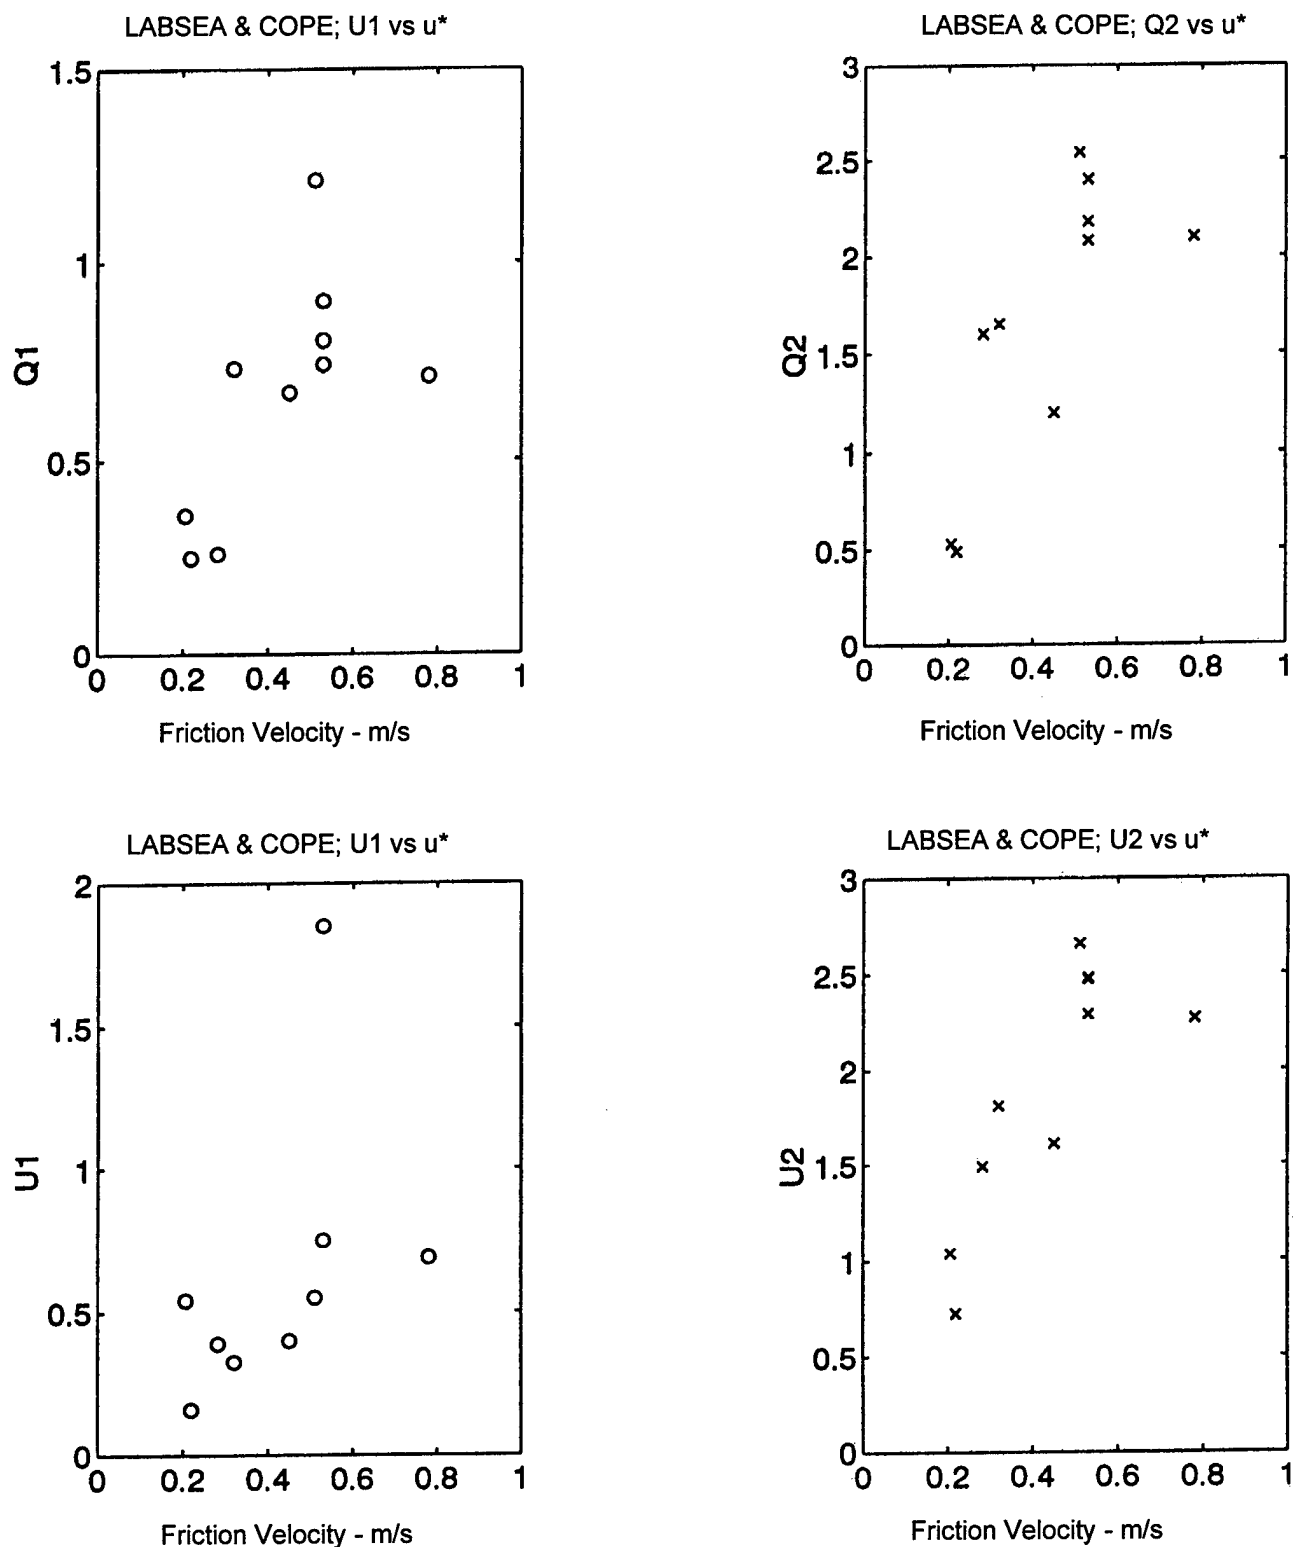 LABSEA & COPE; U1 vs u*
1.5
1
0.5
0
Q1
0 0.2 0.4 0.6 0.8 1
Friction Velocity - m/s
LABSEA & COPE; Q2 vs u*
3
2.5
2
1.5
1
0.5
0
Q2
0 0.2 0.4 0.6 0.8 1
Friction Velocity - m/s
LABSEA & COPE; U1 vs u*
2
1.5
1
0.5
0
U1
0 0.2 0.4 0.6 0.8 1
Friction Velocity - m/s
LABSEA & COPE; U2 vs u*
3
2.5
2
1.5
1
0.5
0
U2
0 0.2 0.4 0.6 0.8 1
Friction Velocity - m/s